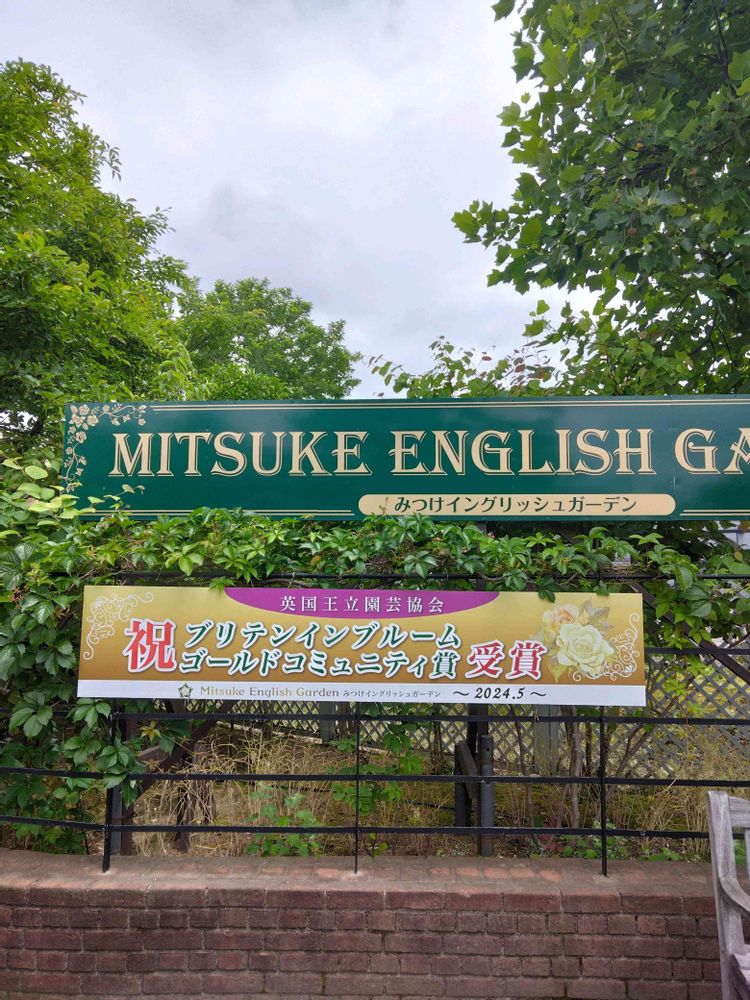 MITSUKE ENGLISH GA
みつけイングリッシュガーデン
英国王立園芸協会
祝 ブリテンインブルーム
ゴールドコミュニティ賞 受賞
Mitsuke English Garden みつけイングリッシュガーデン ～2024.5～